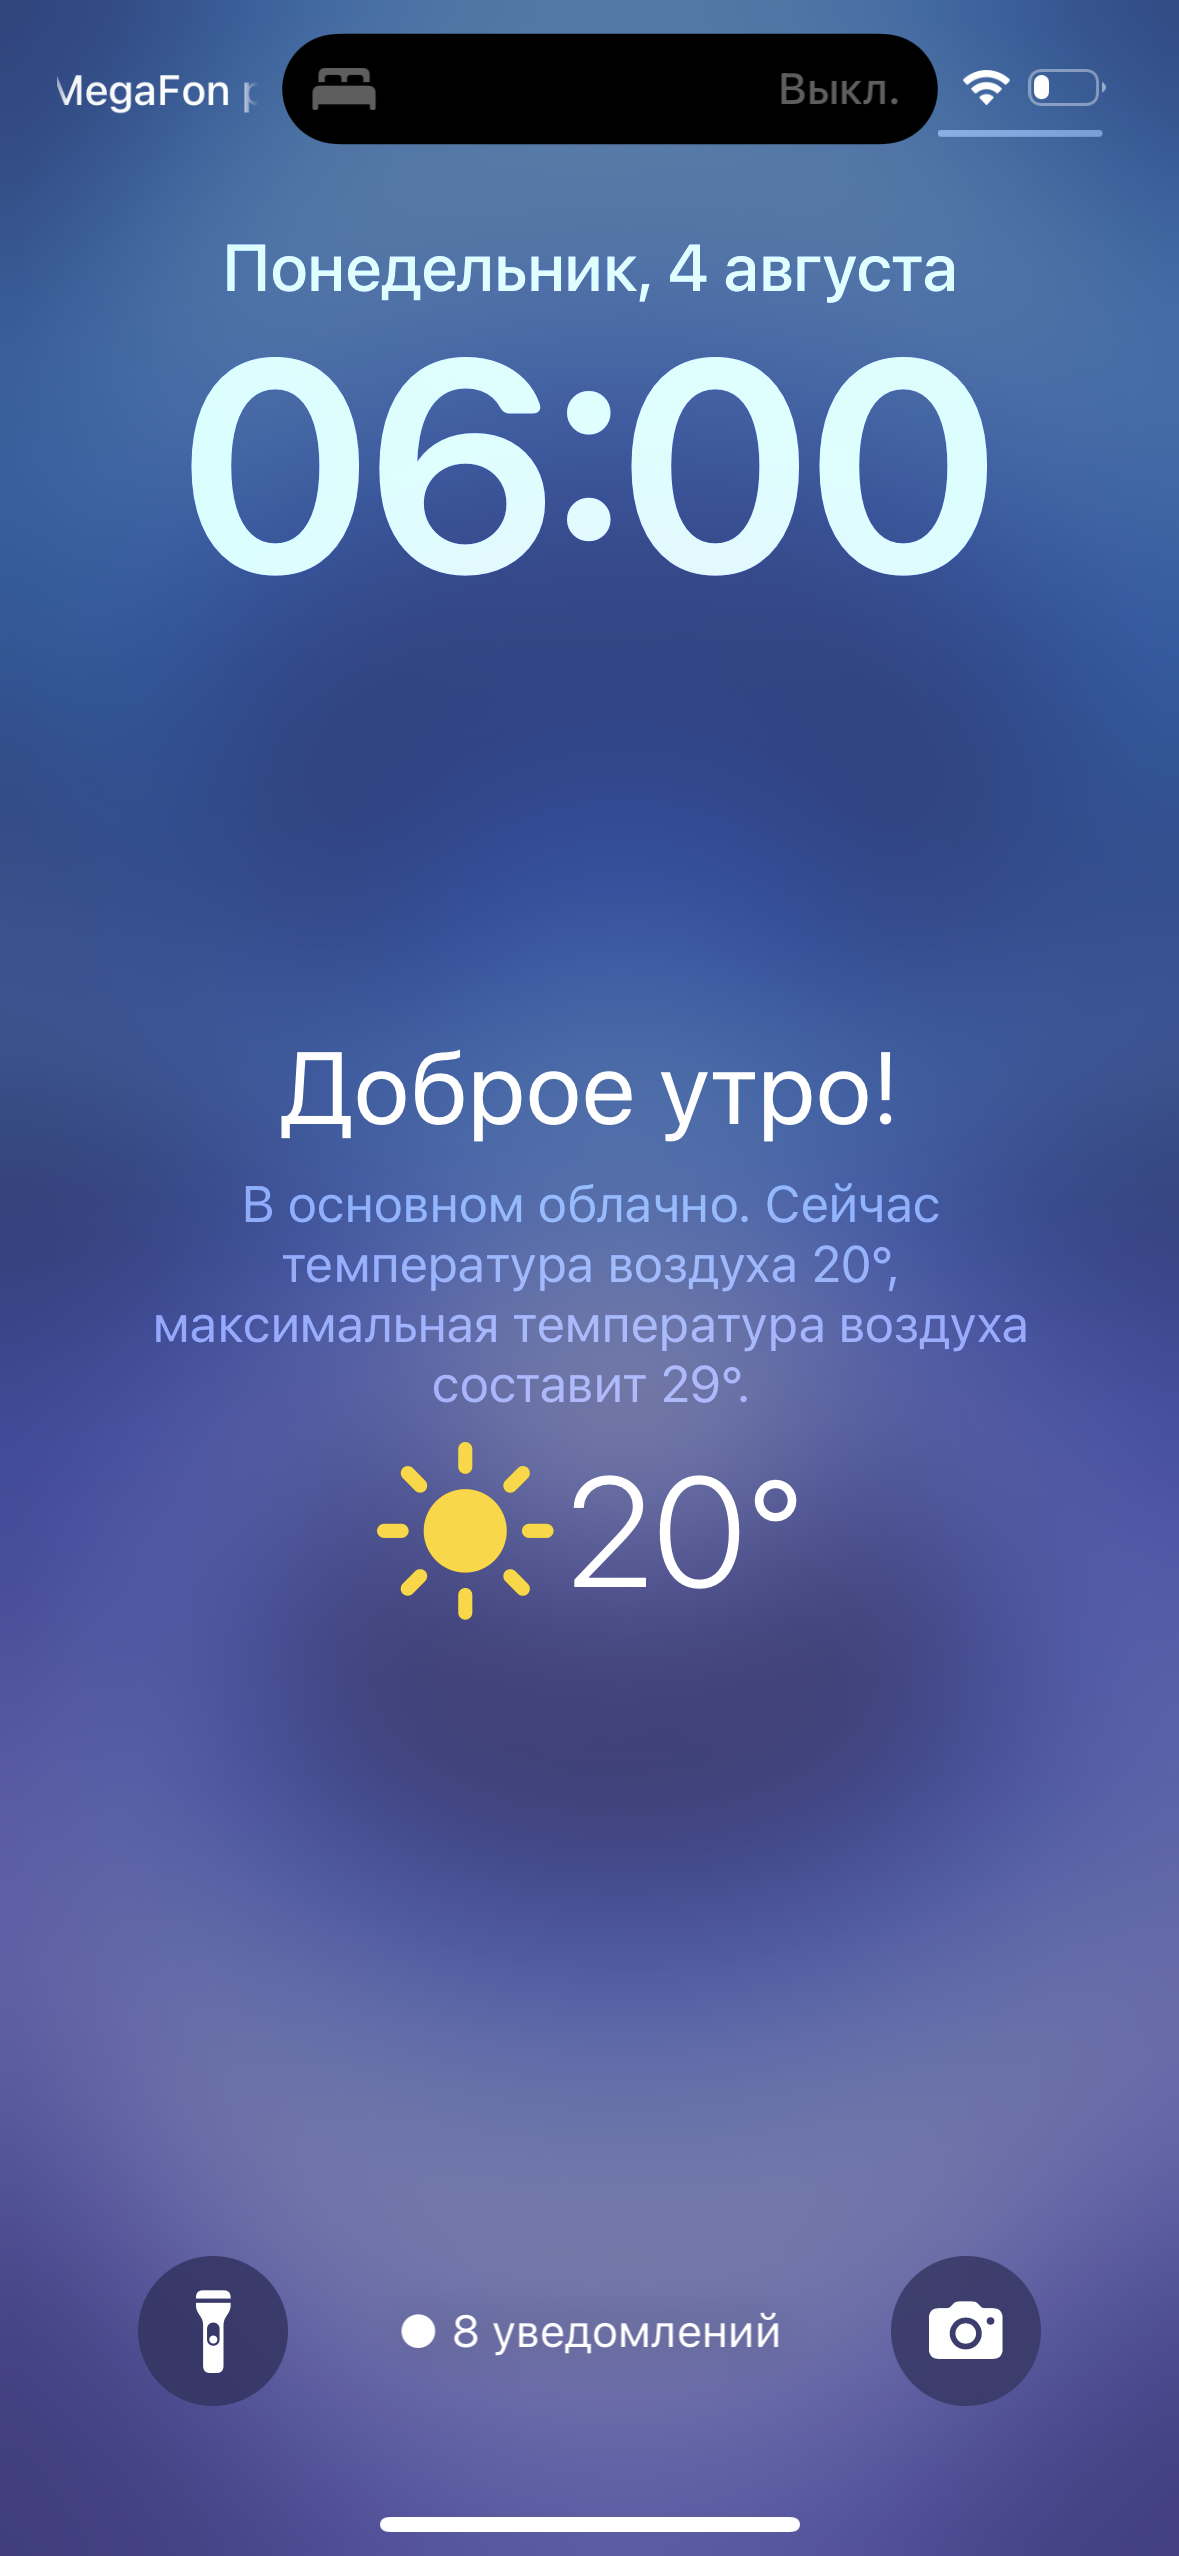 MegaFon
Выкл.
Понедельник, 4 августа
06:00
Доброе утро!
В основном облачно. Сейчас
температура воздуха 20°,
максимальная температура воздуха
составит 29°.
20°
8 уведомлений